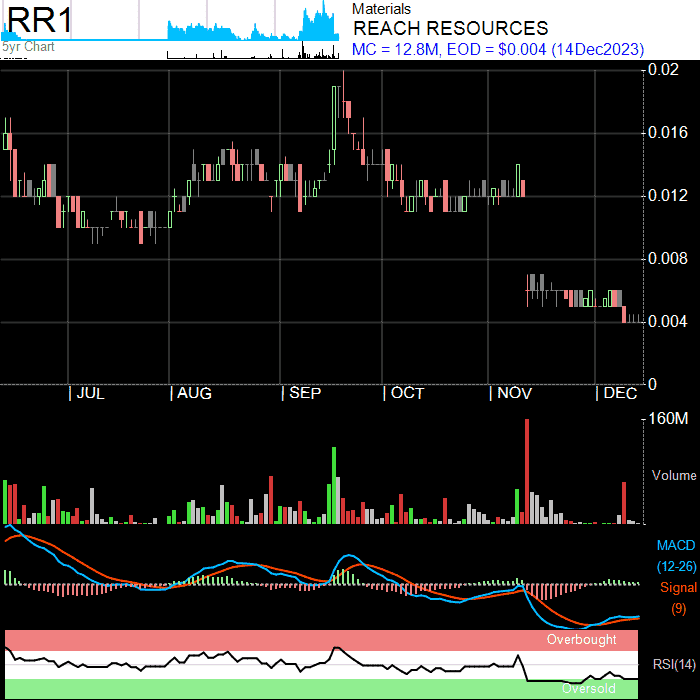 RR1
5yr Chart
Materials
REACH RESOURCES
MC = 12.8M, EOD = $0.004 (14Dec2023)
0.02
0.016
0.012
0.008
0.004
0
JUL AUG SEP OCT NOV DEC
160M
Volume
MACD
(12-26)
Signal
(9)
Overbought
RSI(14)
Oversold